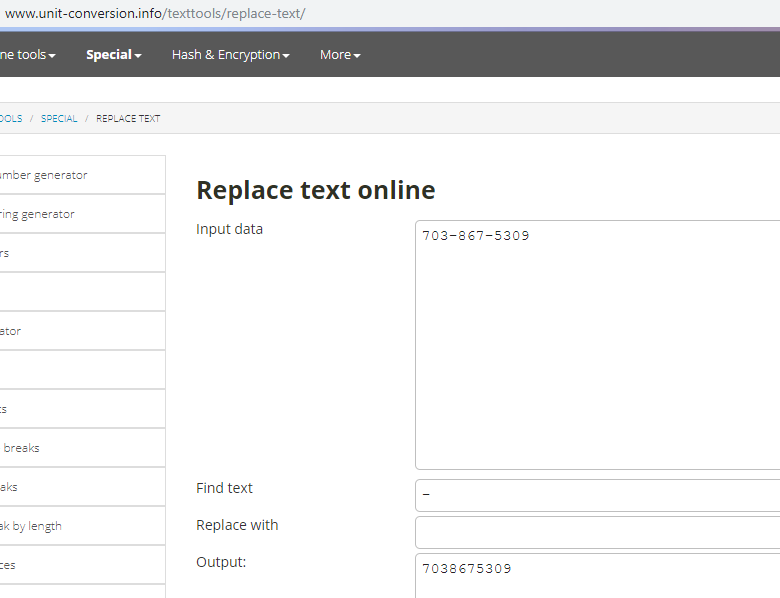 www.unit-conversion.info/texttools/replace-text/
ne tools Special Hash & Encryption More
OOLS / SPECIAL / REPLACE TEXT
umber generator
ring generator
rs
ator
ts
breaks
aks
ak by length
ces
Replace text online
Input data
703-867-5309
Find text
-
Replace with
Output:
7038675309